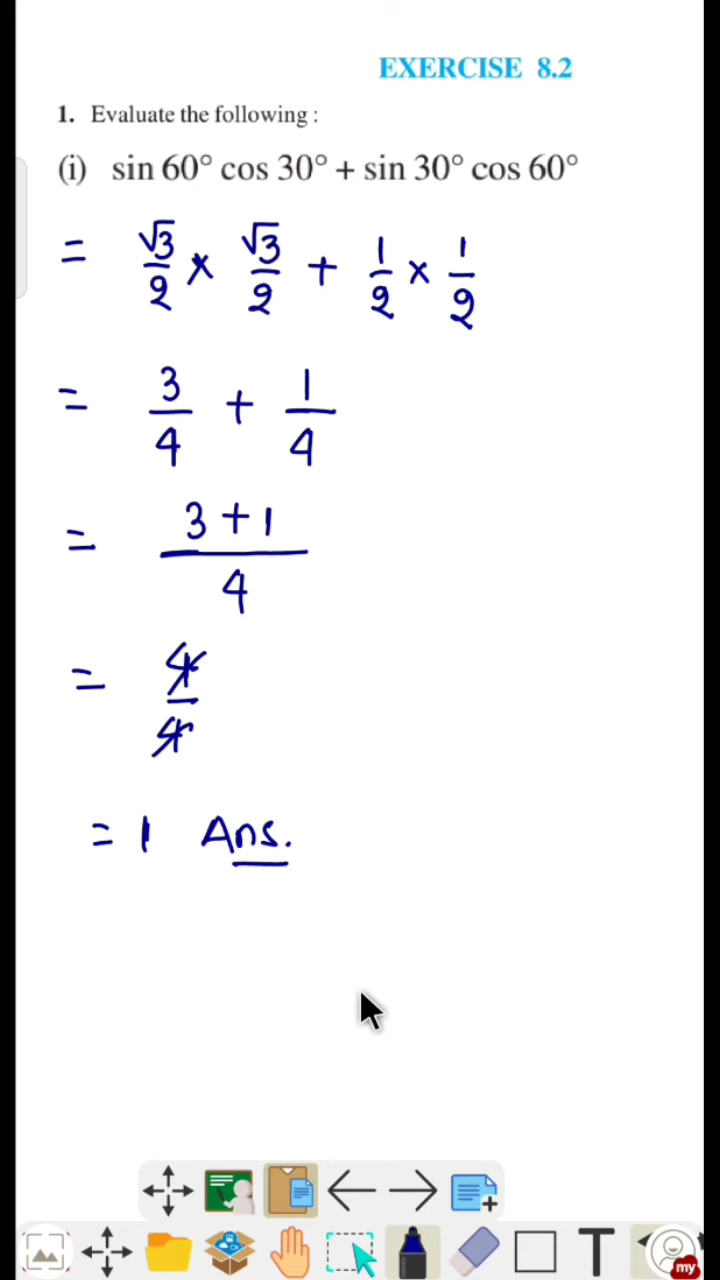 EXERCISE 8.2
1. Evaluate the following :
(i) sin 60° cos 30° + sin 30° cos 60°
= √3/2 × √3/2 + 1/2 × 1/2
= 3/4 + 1/4
= 3+1/4
= 4/4
= 1 Ans.
T
my